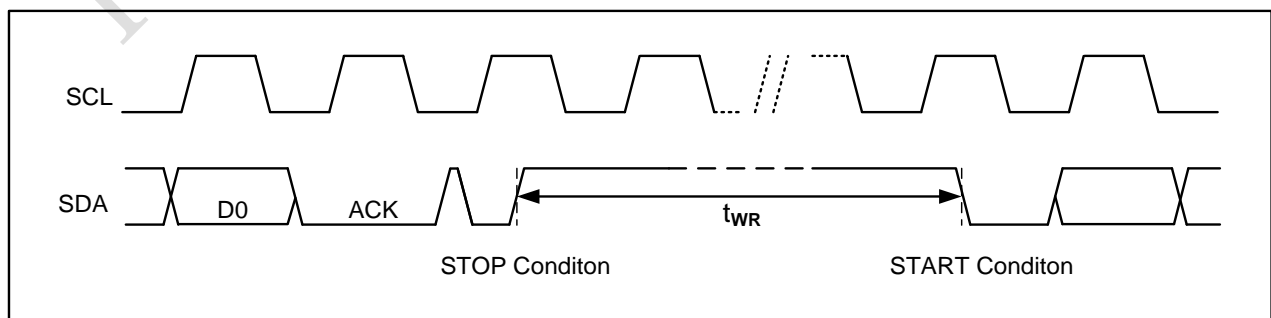 SCL
SDA
D0
ACK
tWR
STOP Conditon
START Conditon